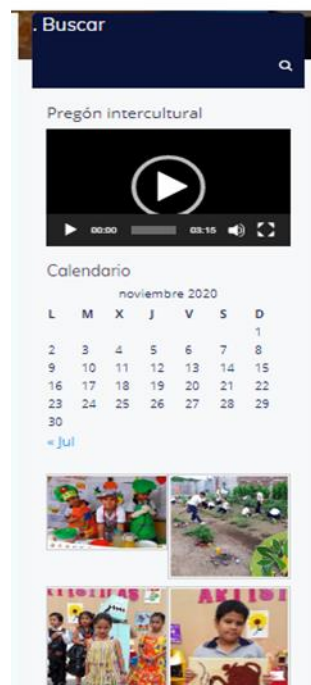 . Buscar
Pregón intercultural
00:00 03:15
Calendario
noviembre 2020
L M X J V S D
1
2 3 4 5 6 7 8
9 10 11 12 13 14 15
16 17 18 19 20 21 22
23 24 25 26 27 28 29
30
« Jul
ARTIS